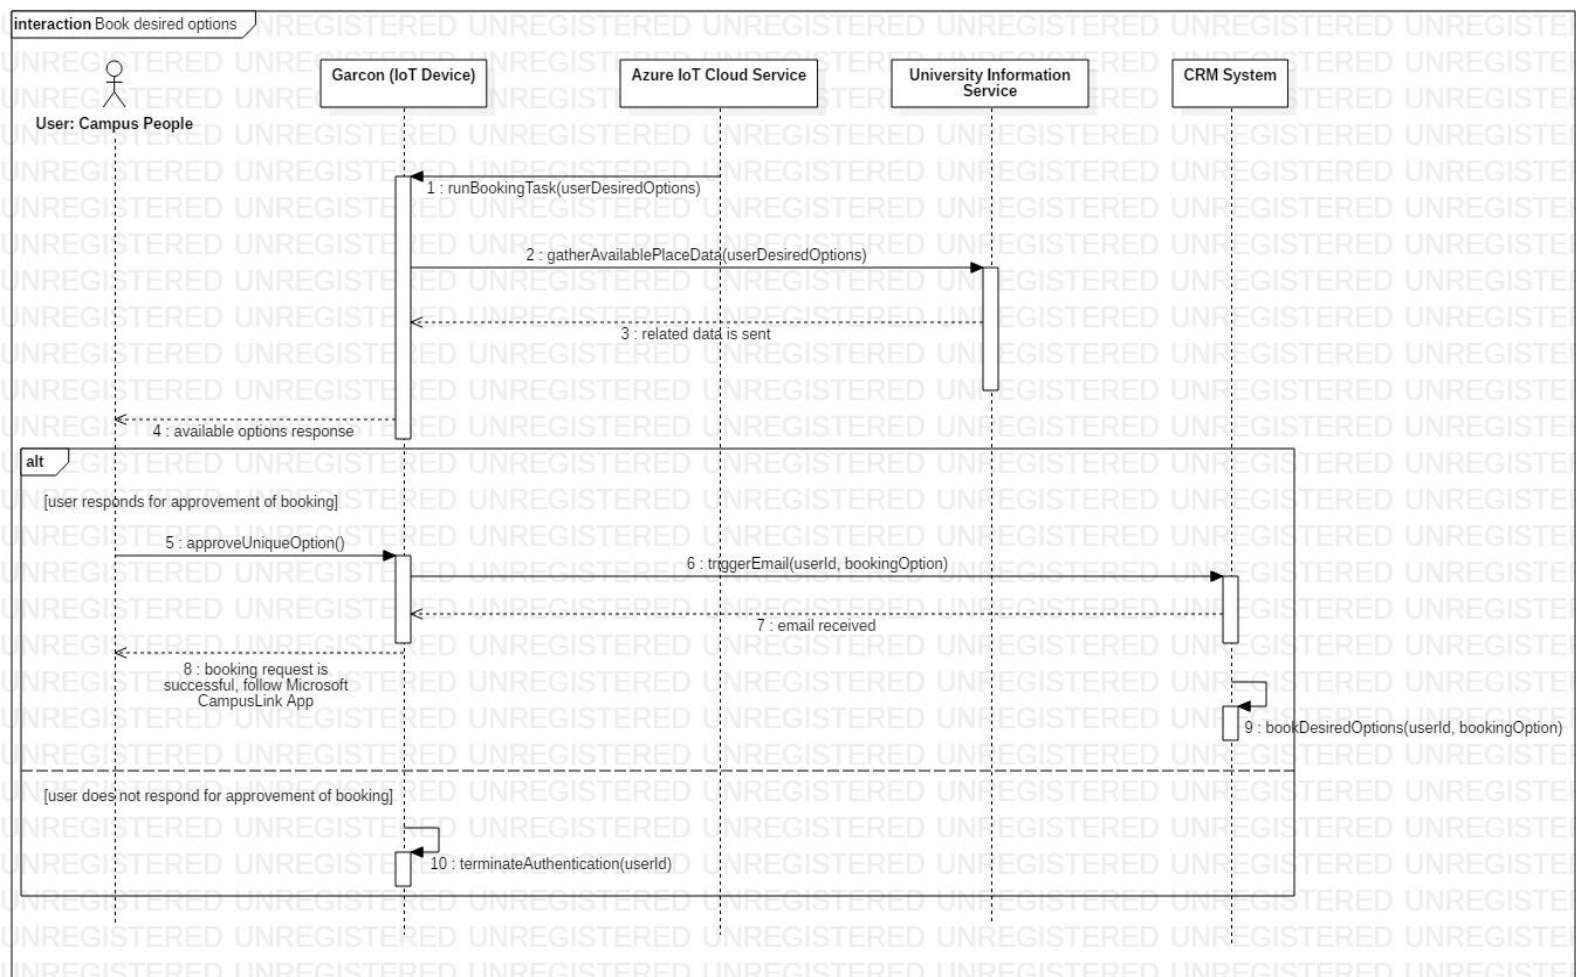 interaction Book desired options
User: Campus People
Garcon (IoT Device)
Azure IoT Cloud Service
University Information
Service
CRM System
1 : runBookingTask(userDesiredOptions)
2 : gatherAvailablePlaceData(userDesiredOptions)
3 : related data is sent
4 : available options response
alt
[user responds for approvement of booking]
5 : approveUniqueOption()
6 : triggerEmail(userId, bookingOption)
7 : email received
8 : booking request is
successful, follow Microsoft
CampusLink App
9 : bookDesiredOptions(userId, bookingOption)
[user does not respond for approvement of booking]
10 : terminateAuthentication(userId)
UNREGISTERED